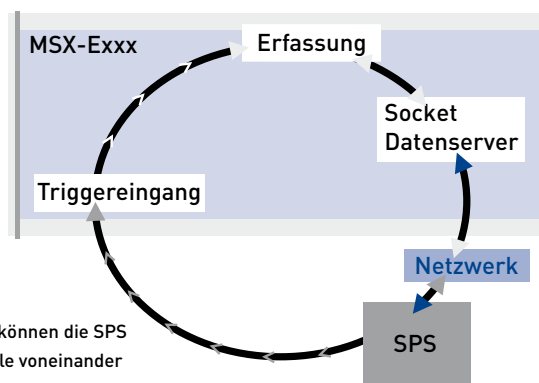 MSX-Exxx
Erfassung
Socket
Datenserver
Triggereingang
Netzwerk
SPS
können die SPS
le voneinander